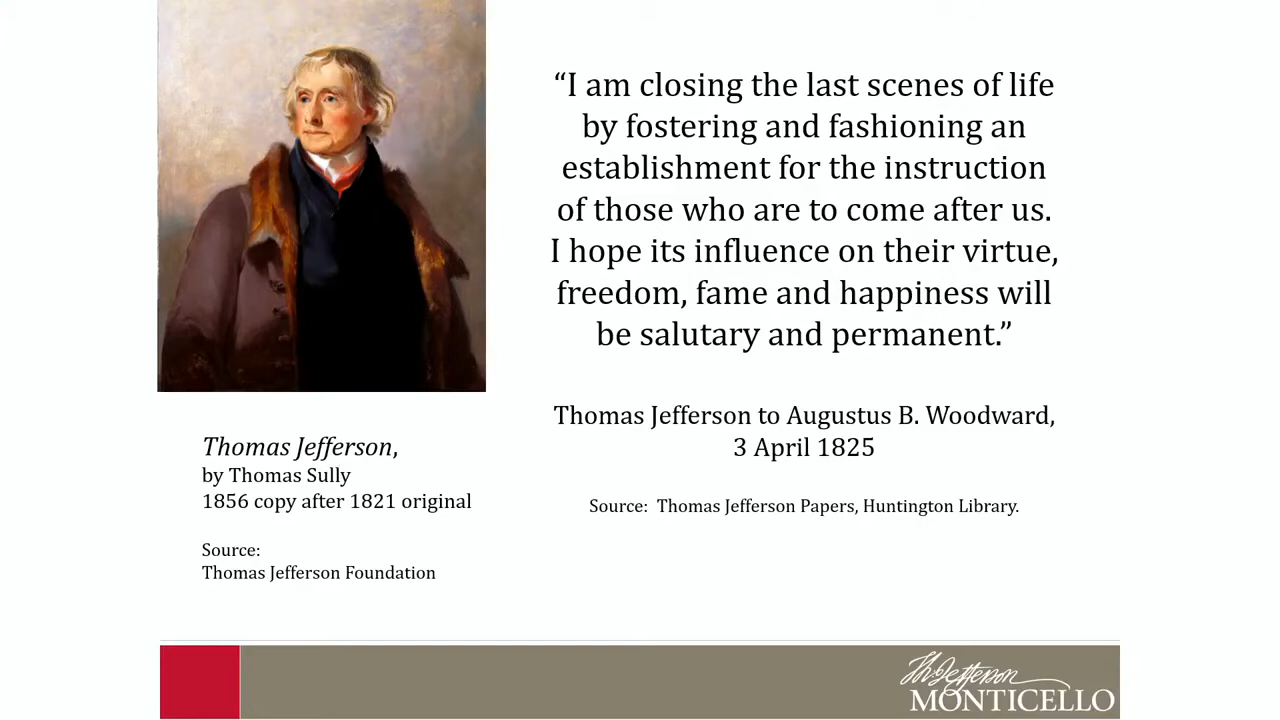 “I am closing the last scenes of life
by fostering and fashioning an
establishment for the instruction
of those who are to come after us.
I hope its influence on their virtue,
freedom, fame and happiness will
be salutary and permanent.”
Thomas Jefferson to Augustus B. Woodward,
3 April 1825
Source:  Thomas Jefferson Papers, Huntington Library.
Thomas Jefferson,
by Thomas Sully
1856 copy after 1821 original
Source:
Thomas Jefferson Foundation
Th Jefferson
MONTICELLO